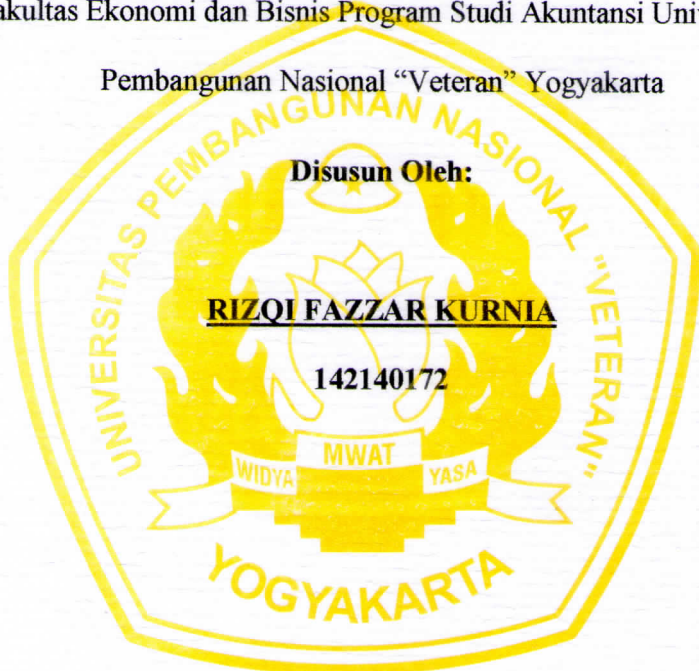 akultas Ekonomi dan Bisnis Program Studi Akuntansi Uni
Pembangunan Nasional “Veteran” Yogyakarta
Disusun Oleh:
RIZQI FAZZAR KURNIA
142140172
UNIVERSITAS PEMBANGUNAN NASIONAL "VETERAN"
WIDYA MWAT YASA
YOGYAKARTA